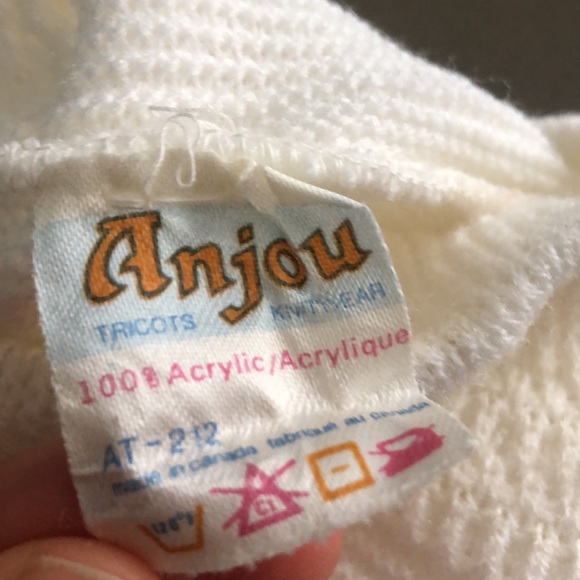 Anjou
TRICOTS KNITWEAR
100% Acrylic/Acrylique
AT-212
made in canada fabriqué au canada
120°F CL